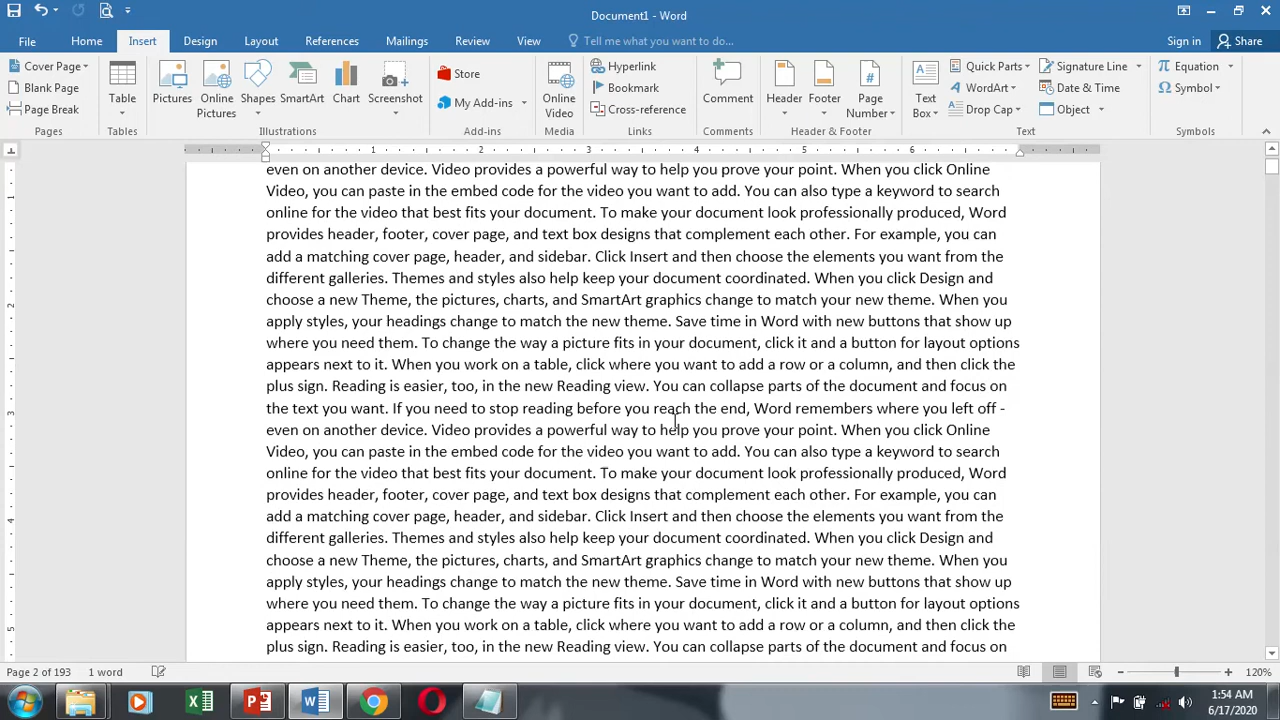 Document1 - Word
File Home Insert Design Layout References Mailings Review View Tell me what you want to do... Sign in Share
Cover Page
Blank Page
Page Break
Pages
Table
Tables
Pictures
Online Pictures
Shapes
SmartArt
Chart
Screenshot
Illustrations
Store
My Add-ins
Add-ins
Online Video
Media
Hyperlink
Bookmark
Cross-reference
Links
Comment
Comments
Header
Footer
Page Number
Header & Footer
Text Box
Quick Parts
WordArt
Drop Cap
Signature Line
Date & Time
Object
Text
Equation
Symbol
Symbols
1 2 3 4 5 6
1
2
3
4
5
even on another device. Video provides a powerful way to help you prove your point. When you click Online
Video, you can paste in the embed code for the video you want to add. You can also type a keyword to search
online for the video that best fits your document. To make your document look professionally produced, Word
provides header, footer, cover page, and text box designs that complement each other. For example, you can
add a matching cover page, header, and sidebar. Click Insert and then choose the elements you want from the
different galleries. Themes and styles also help keep your document coordinated. When you click Design and
choose a new Theme, the pictures, charts, and SmartArt graphics change to match your new theme. When you
apply styles, your headings change to match the new theme. Save time in Word with new buttons that show up
where you need them. To change the way a picture fits in your document, click it and a button for layout options
appears next to it. When you work on a table, click where you want to add a row or a column, and then click the
plus sign. Reading is easier, too, in the new Reading view. You can collapse parts of the document and focus on
the text you want. If you need to stop reading before you reach the end, Word remembers where you left off -
even on another device. Video provides a powerful way to help you prove your point. When you click Online
Video, you can paste in the embed code for the video you want to add. You can also type a keyword to search
online for the video that best fits your document. To make your document look professionally produced, Word
provides header, footer, cover page, and text box designs that complement each other. For example, you can
add a matching cover page, header, and sidebar. Click Insert and then choose the elements you want from the
different galleries. Themes and styles also help keep your document coordinated. When you click Design and
choose a new Theme, the pictures, charts, and SmartArt graphics change to match your new theme. When you
apply styles, your headings change to match the new theme. Save time in Word with new buttons that show up
where you need them. To change the way a picture fits in your document, click it and a button for layout options
appears next to it. When you work on a table, click where you want to add a row or a column, and then click the
plus sign. Reading is easier, too, in the new Reading view. You can collapse parts of the document and focus on
Page 2 of 193 1 word 120%
1:54 AM
6/17/2020